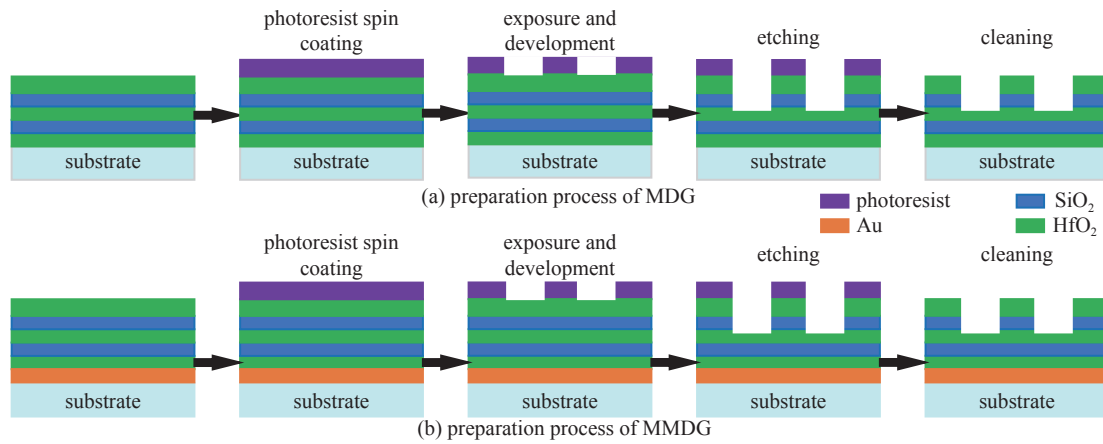 photoresist spin
coating
exposure and
development
etching
cleaning
substrate
substrate
substrate
substrate
substrate
(a) preparation process of MDG
photoresist
SiO₂
Au
HfO₂
photoresist spin
coating
exposure and
development
etching
cleaning
substrate
substrate
substrate
substrate
substrate
(b) preparation process of MMDG